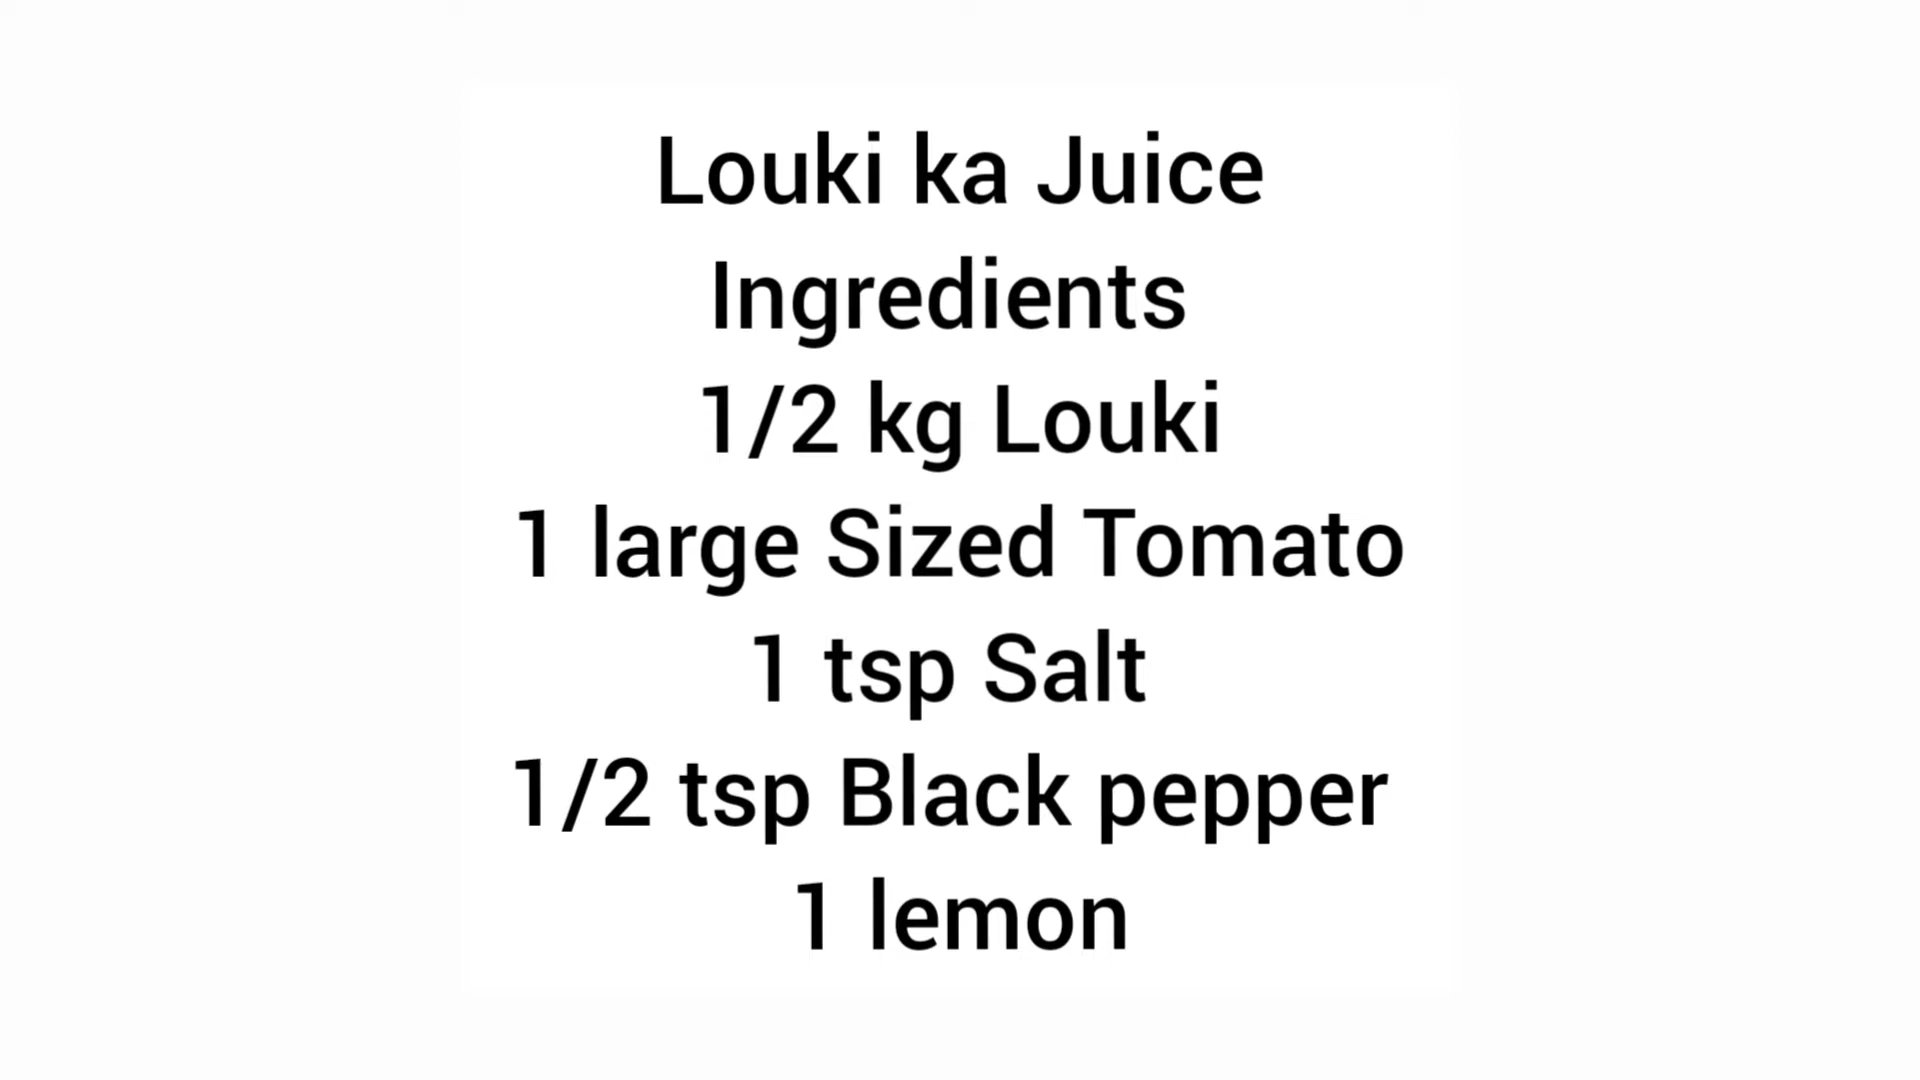 Louki ka Juice
Ingredients
1/2 kg Louki
1 large Sized Tomato
1 tsp Salt
1/2 tsp Black pepper
1 lemon